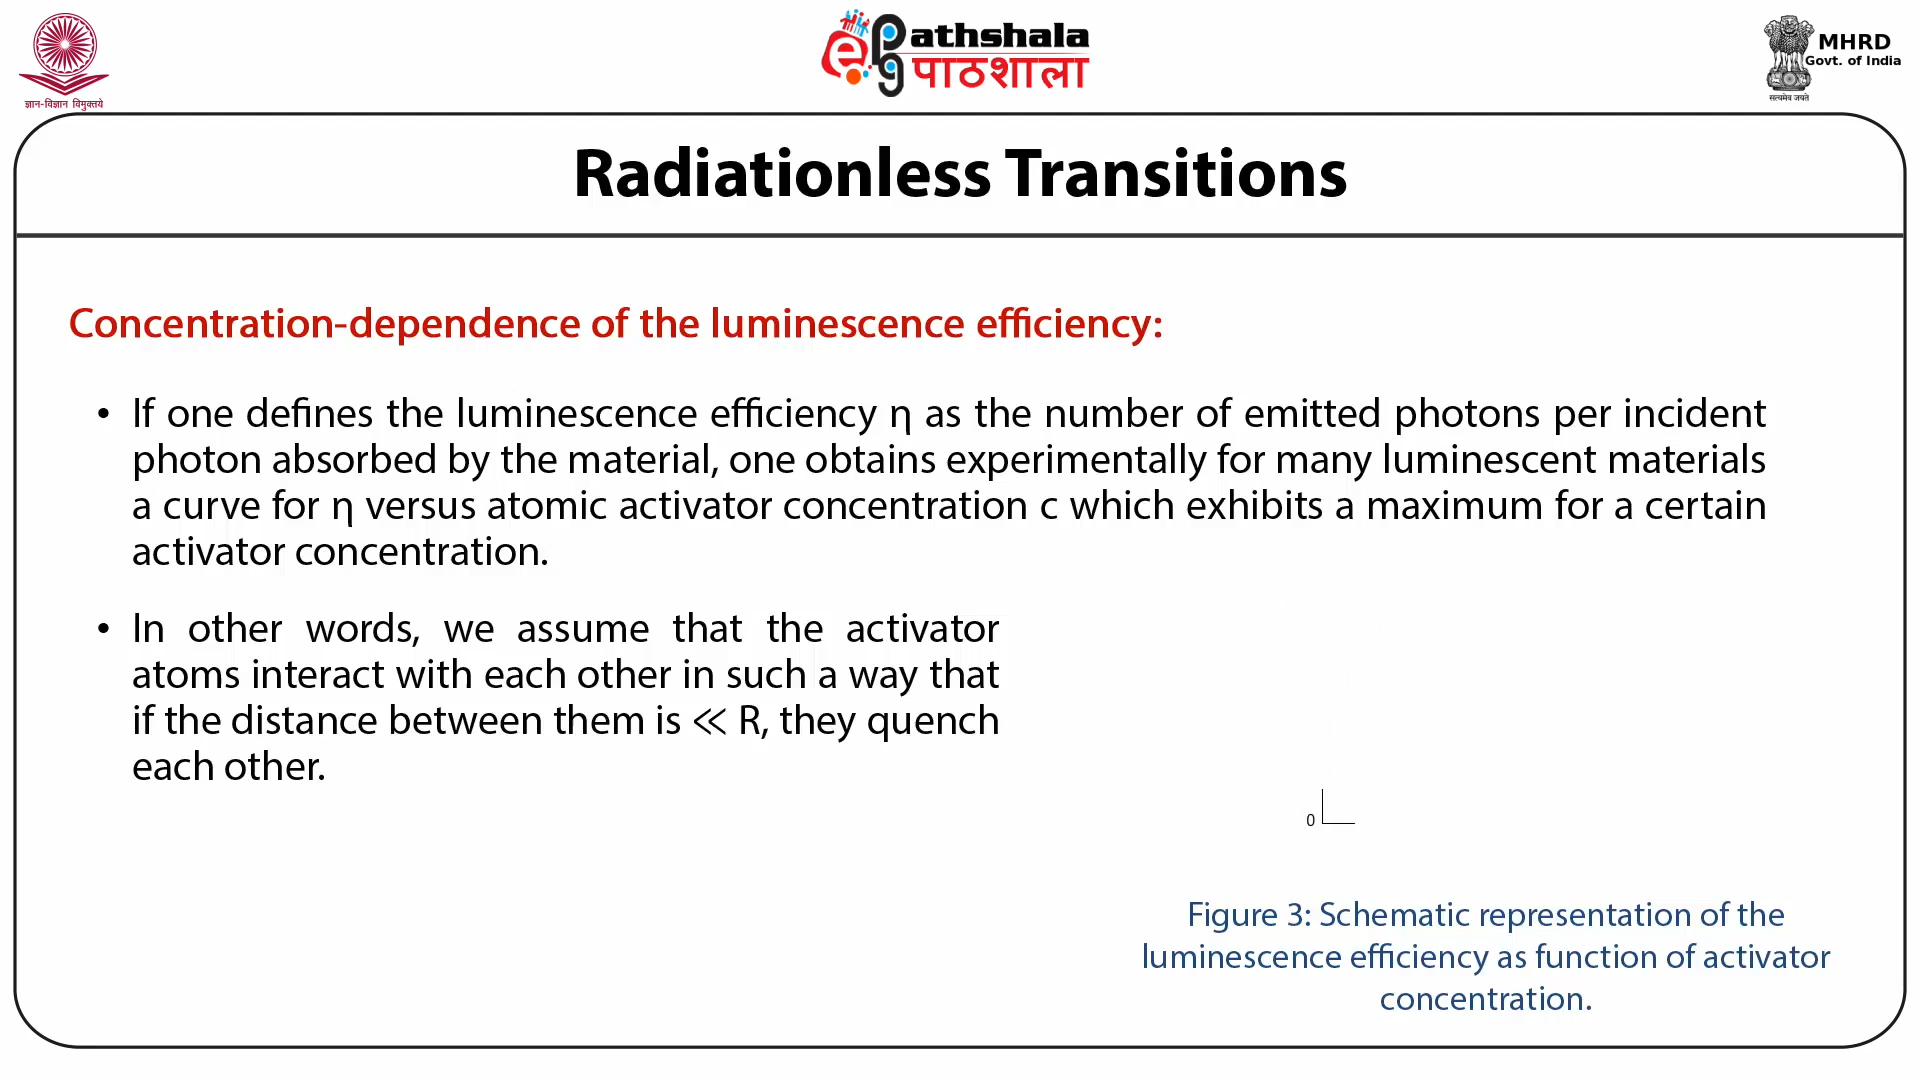 ज्ञान-विज्ञान विमुक्तये
epg
athshala
पाठशाला
MHRD
Govt. of India
सत्यमेव जयते
Radiationless Transitions
Concentration-dependence of the luminescence efficiency:
• If one defines the luminescence efficiency η as the number of emitted photons per incident
photon absorbed by the material, one obtains experimentally for many luminescent materials
a curve for η versus atomic activator concentration c which exhibits a maximum for a certain
activator concentration.
• In other words, we assume that the activator
atoms interact with each other in such a way that
if the distance between them is ≪ R, they quench
each other.
0
Figure 3: Schematic representation of the
luminescence efficiency as function of activator
concentration.